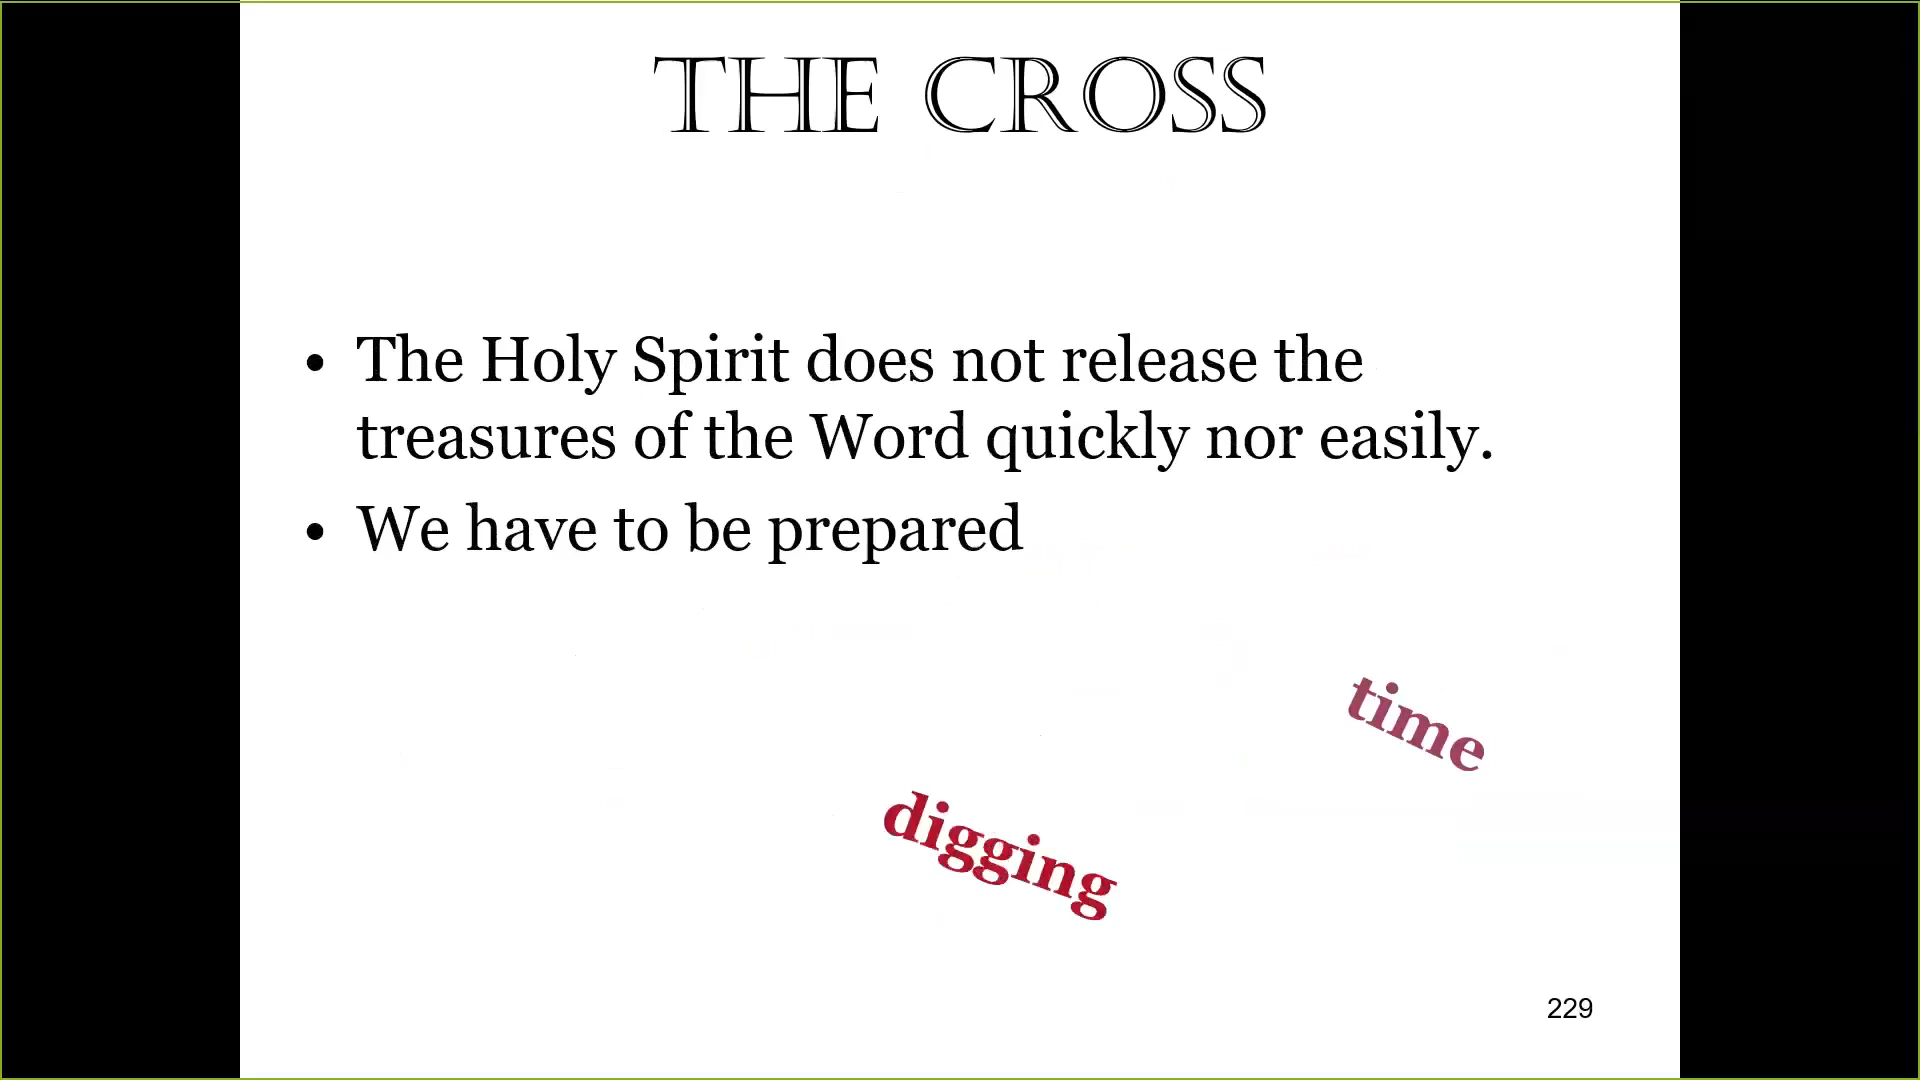 THE CROSS
• The Holy Spirit does not release the
treasures of the Word quickly nor easily.
• We have to be prepared
time
digging
229